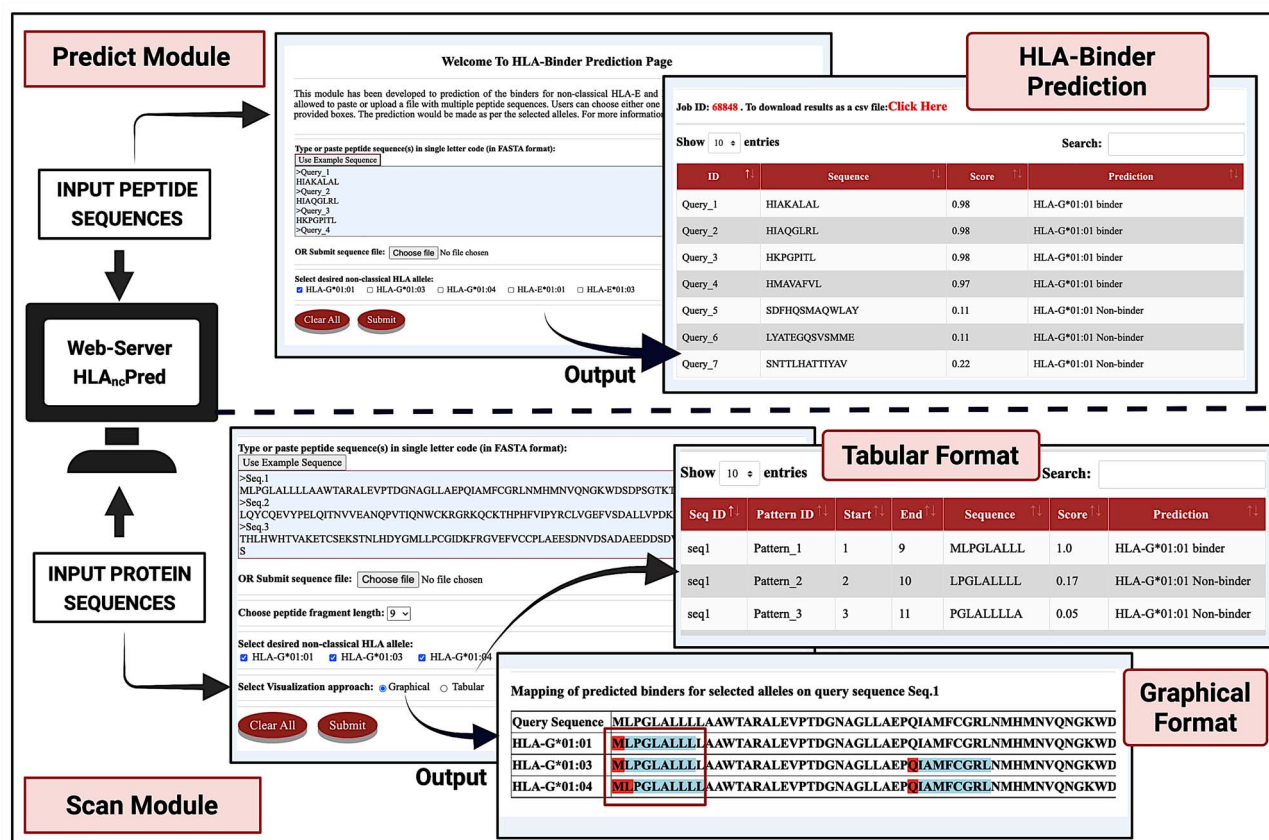 Predict Module
INPUT PEPTIDE
SEQUENCES
Web-Server
HLAncPred
INPUT PROTEIN
SEQUENCES
Scan Module
Welcome To HLA-Binder Prediction Page
This module has been developed to prediction of the binders for non-classical HLA-E and
allowed to paste or upload a file with multiple peptide sequences. Users can choose either one
provided boxes. The prediction would be made as per the selected alleles. For more information
Type or paste peptide sequence(s) in single letter code (in FASTA format):
Use Example Sequence
>Query_1
HIAKALAL
>Query_2
HIAQGLRL
>Query_3
HKPGPITL
>Query_4
OR Submit sequence file: Choose file No file chosen
Select desired non-classical HLA allele:
HLA-G*01:01 HLA-G*01:03 HLA-G*01:04 HLA-E*01:01 HLA-E*01:03
Clear All Submit
Output
HLA-Binder
Prediction
Job ID: 68848 . To download results as a csv file:Click Here
Show 10 entries Search:
ID Sequence Score Prediction
Query_1 HIAKALAL 0.98 HLA-G*01:01 binder
Query_2 HIAQGLRL 0.98 HLA-G*01:01 binder
Query_3 HKPGPITL 0.98 HLA-G*01:01 binder
Query_4 HMAVAFVL 0.97 HLA-G*01:01 binder
Query_5 SDFHQSMAQWLAY 0.11 HLA-G*01:01 Non-binder
Query_6 LYATEGQSVSMME 0.11 HLA-G*01:01 Non-binder
Query_7 SNTTLHATTIYAV 0.22 HLA-G*01:01 Non-binder
Type or paste peptide sequence(s) in single letter code (in FASTA format):
Use Example Sequence
>Seq.1
MLPGLALLLLAAWTARALEVPTDGNAGLLAEPQIAMFCGRLNMHMNVQNGKWDSDPSGTKT
>Seq.2
LQYCQEVYPELQITNVVEANQPVTIQNWCKRGRKQCKTHPHFVIPYRCLVGEFVSDALLVPDK
>Seq.3
THLHWHTVAKETCSEKSTNLHDYGMLLPCGIDKFRGVEFVCCPLAEESDNVDSADAEEDDSDV
S
OR Submit sequence file: Choose file No file chosen
Choose peptide fragment length: 9
Select desired non-classical HLA allele:
HLA-G*01:01 HLA-G*01:03 HLA-G*01:04
Select Visualization approach: Graphical Tabular
Clear All Submit
Output
Tabular Format
Show 10 entries Search:
Seq ID Pattern ID Start End Sequence Score Prediction
seq1 Pattern_1 1 9 MLPGLALLL 1.0 HLA-G*01:01 binder
seq1 Pattern_2 2 10 LPGLALLLL 0.17 HLA-G*01:01 Non-binder
seq1 Pattern_3 3 11 PGLALLLLA 0.05 HLA-G*01:01 Non-binder
Graphical
Format
Mapping of predicted binders for selected alleles on query sequence Seq.1
Query Sequence MLPGLALLLLAAWTARALEVPTDGNAGLLAEPQIAMFCGRLNMHMNVQNGKWD
HLA-G*01:01 MLPGLALLLLAAWTARALEVPTDGNAGLLAEPQIAMFCGRLNMHMNVQNGKWD
HLA-G*01:03 MLPGLALLLLAAWTARALEVPTDGNAGLLAEPQIAMFCGRLNMHMNVQNGKWD
HLA-G*01:04 MLPGLALLLLAAWTARALEVPTDGNAGLLAEPQIAMFCGRLNMHMNVQNGKWD